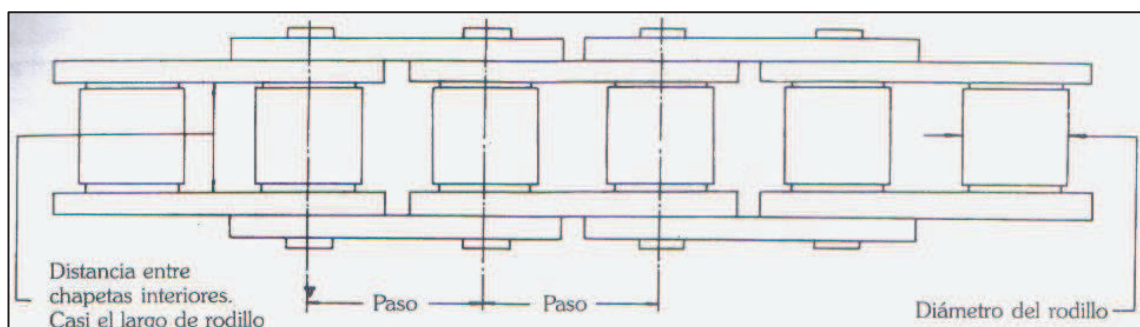 Distancia entre
chapetas interiores.
Casi el largo de rodillo
Paso
Paso
Diámetro del rodillo